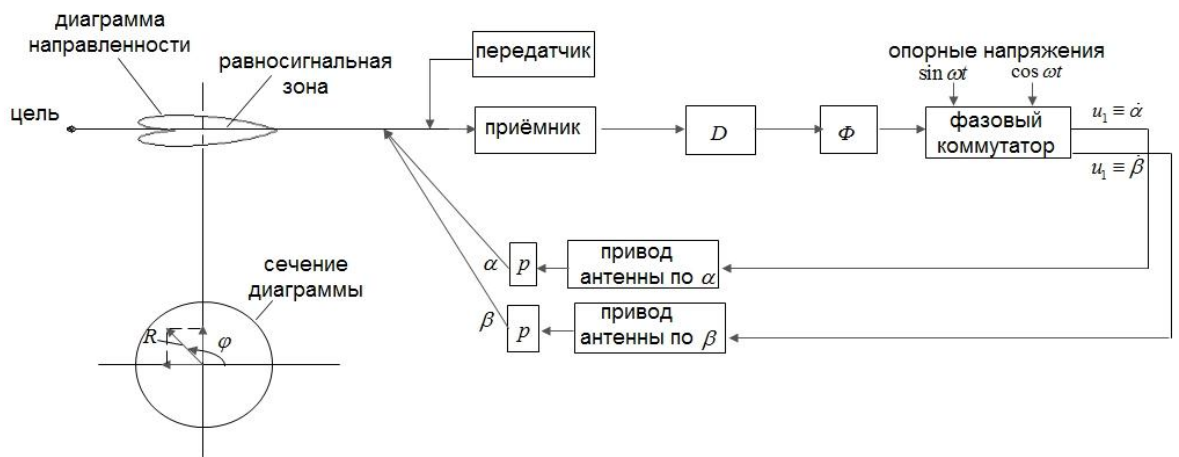 диаграмма
направленности
равносигнальная
зона
цель
передатчик
приёмник
D
Ф
опорные напряжения
sin ωt
cos ωt
фазовый
коммутатор
u₁ ≡ α̇
u₁ ≡ β̇
α
p
привод
антенны по α
β
p
привод
антенны по β
сечение
диаграммы
R
φ